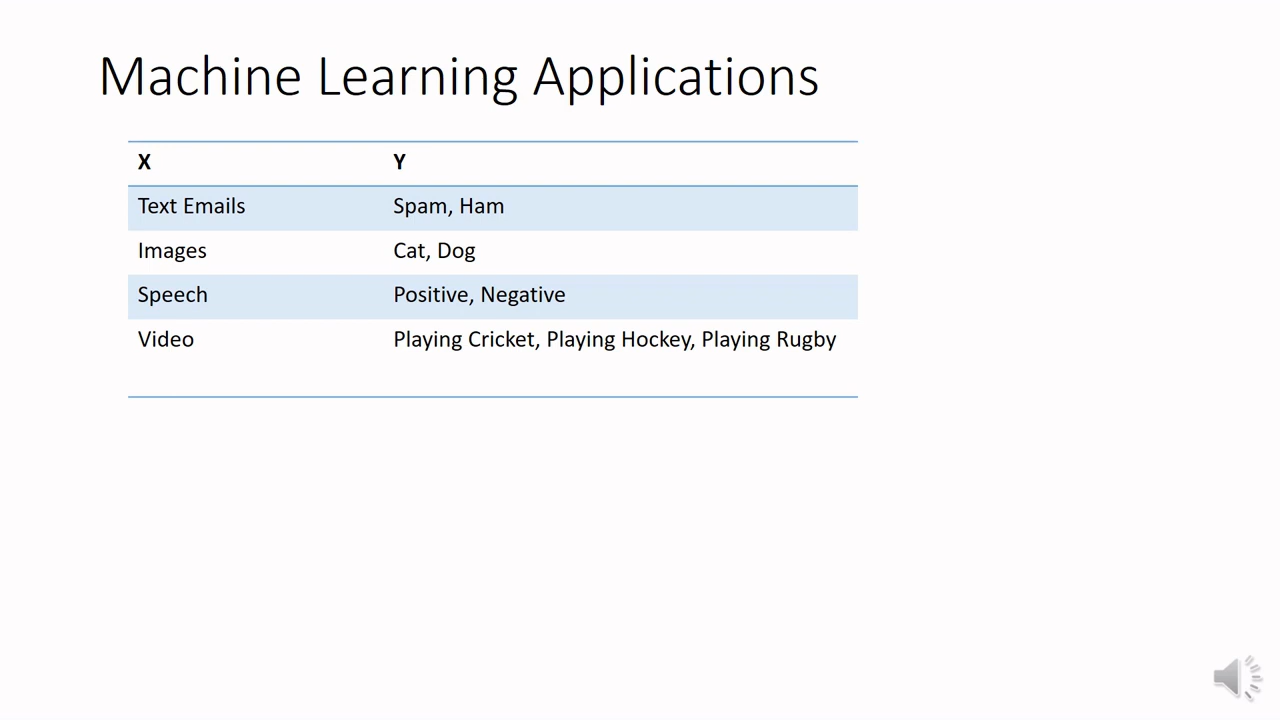 Machine Learning Applications
X Y
Text Emails Spam, Ham
Images Cat, Dog
Speech Positive, Negative
Video Playing Cricket, Playing Hockey, Playing Rugby